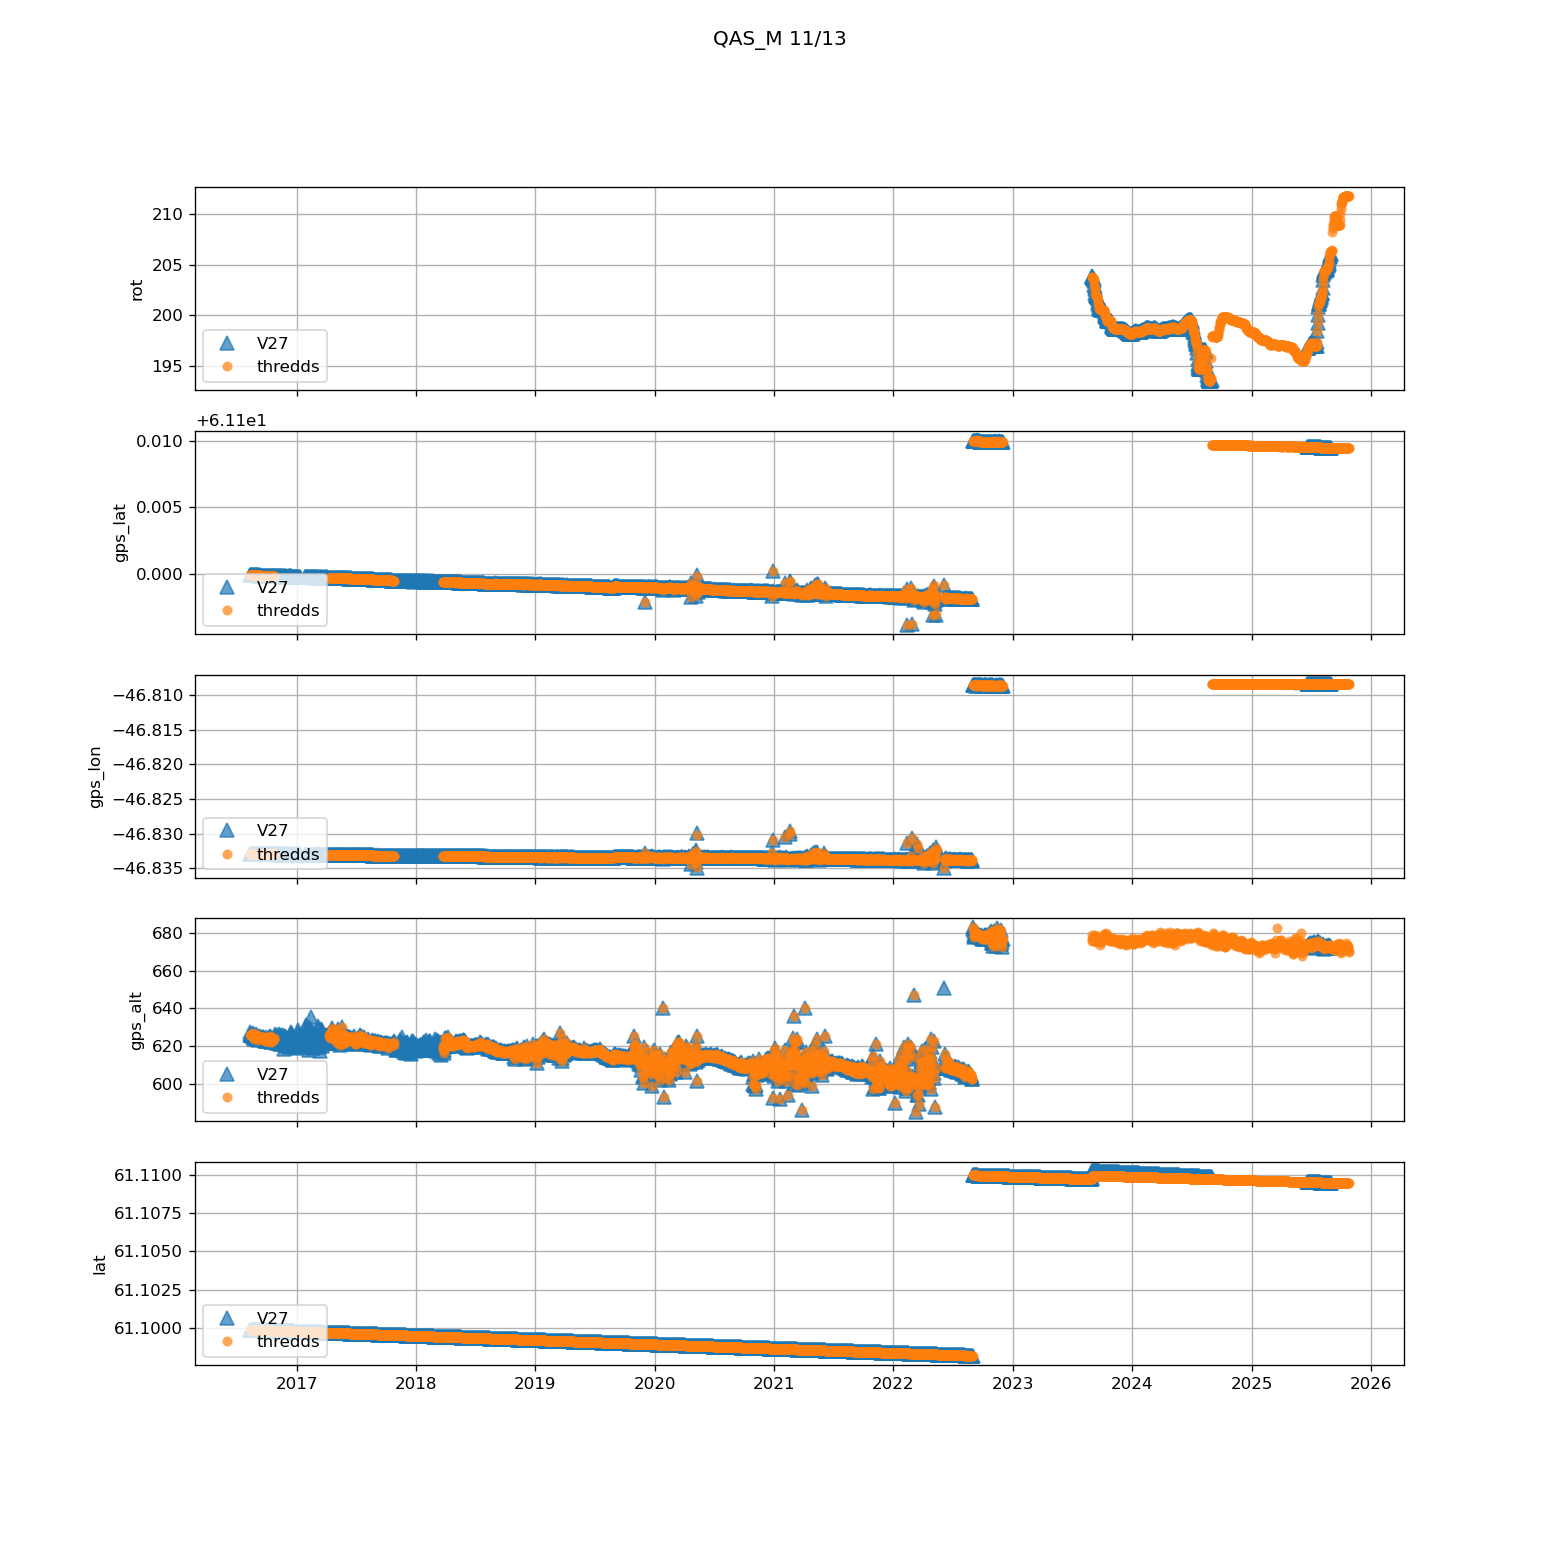 QAS_M 11/13
210
205
200
195
rot
V27
thredds
+6.11e1
0.010
0.005
0.000
gps_lat
V27
thredds
−46.810
−46.815
−46.820
−46.825
−46.830
−46.835
gps_lon
V27
thredds
680
660
640
620
600
gps_alt
V27
thredds
61.1100
61.1075
61.1050
61.1025
61.1000
lat
V27
thredds
2017 2018 2019 2020 2021 2022 2023 2024 2025 2026